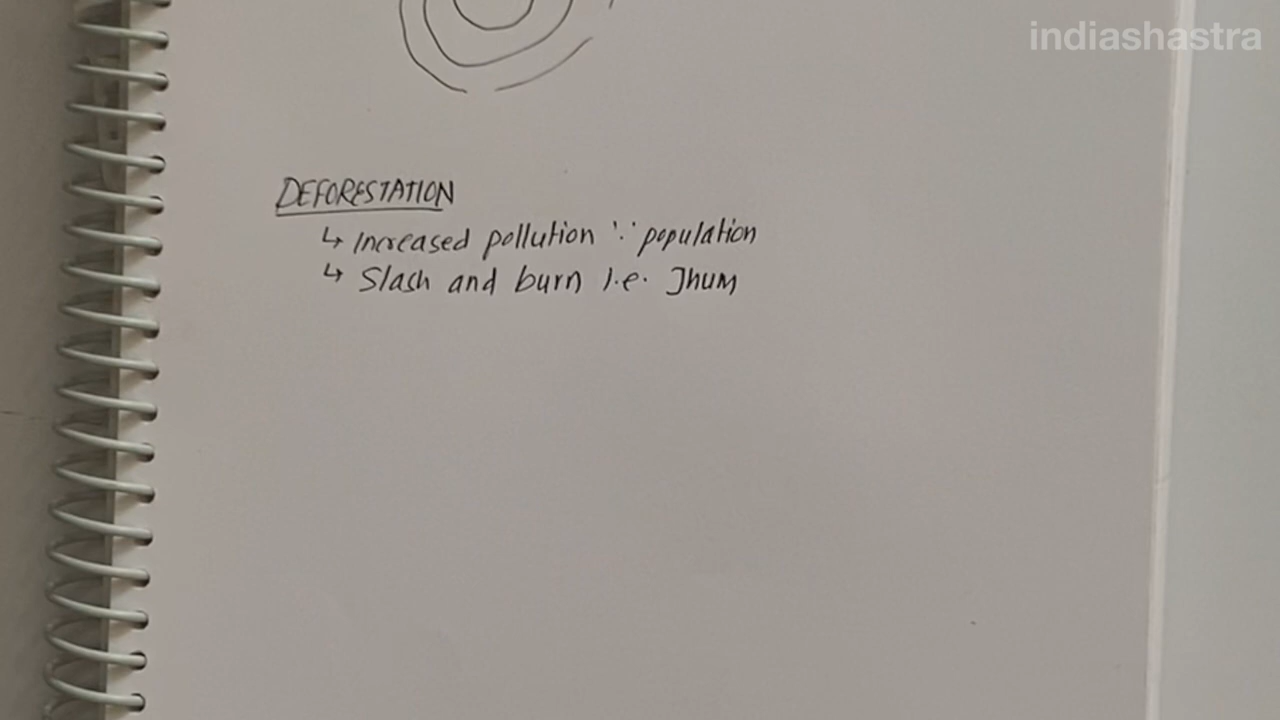 indiashastra
DEFORESTATION
↳ Increased pollution ∵ population
↳ Slash and burn i.e. Jhum